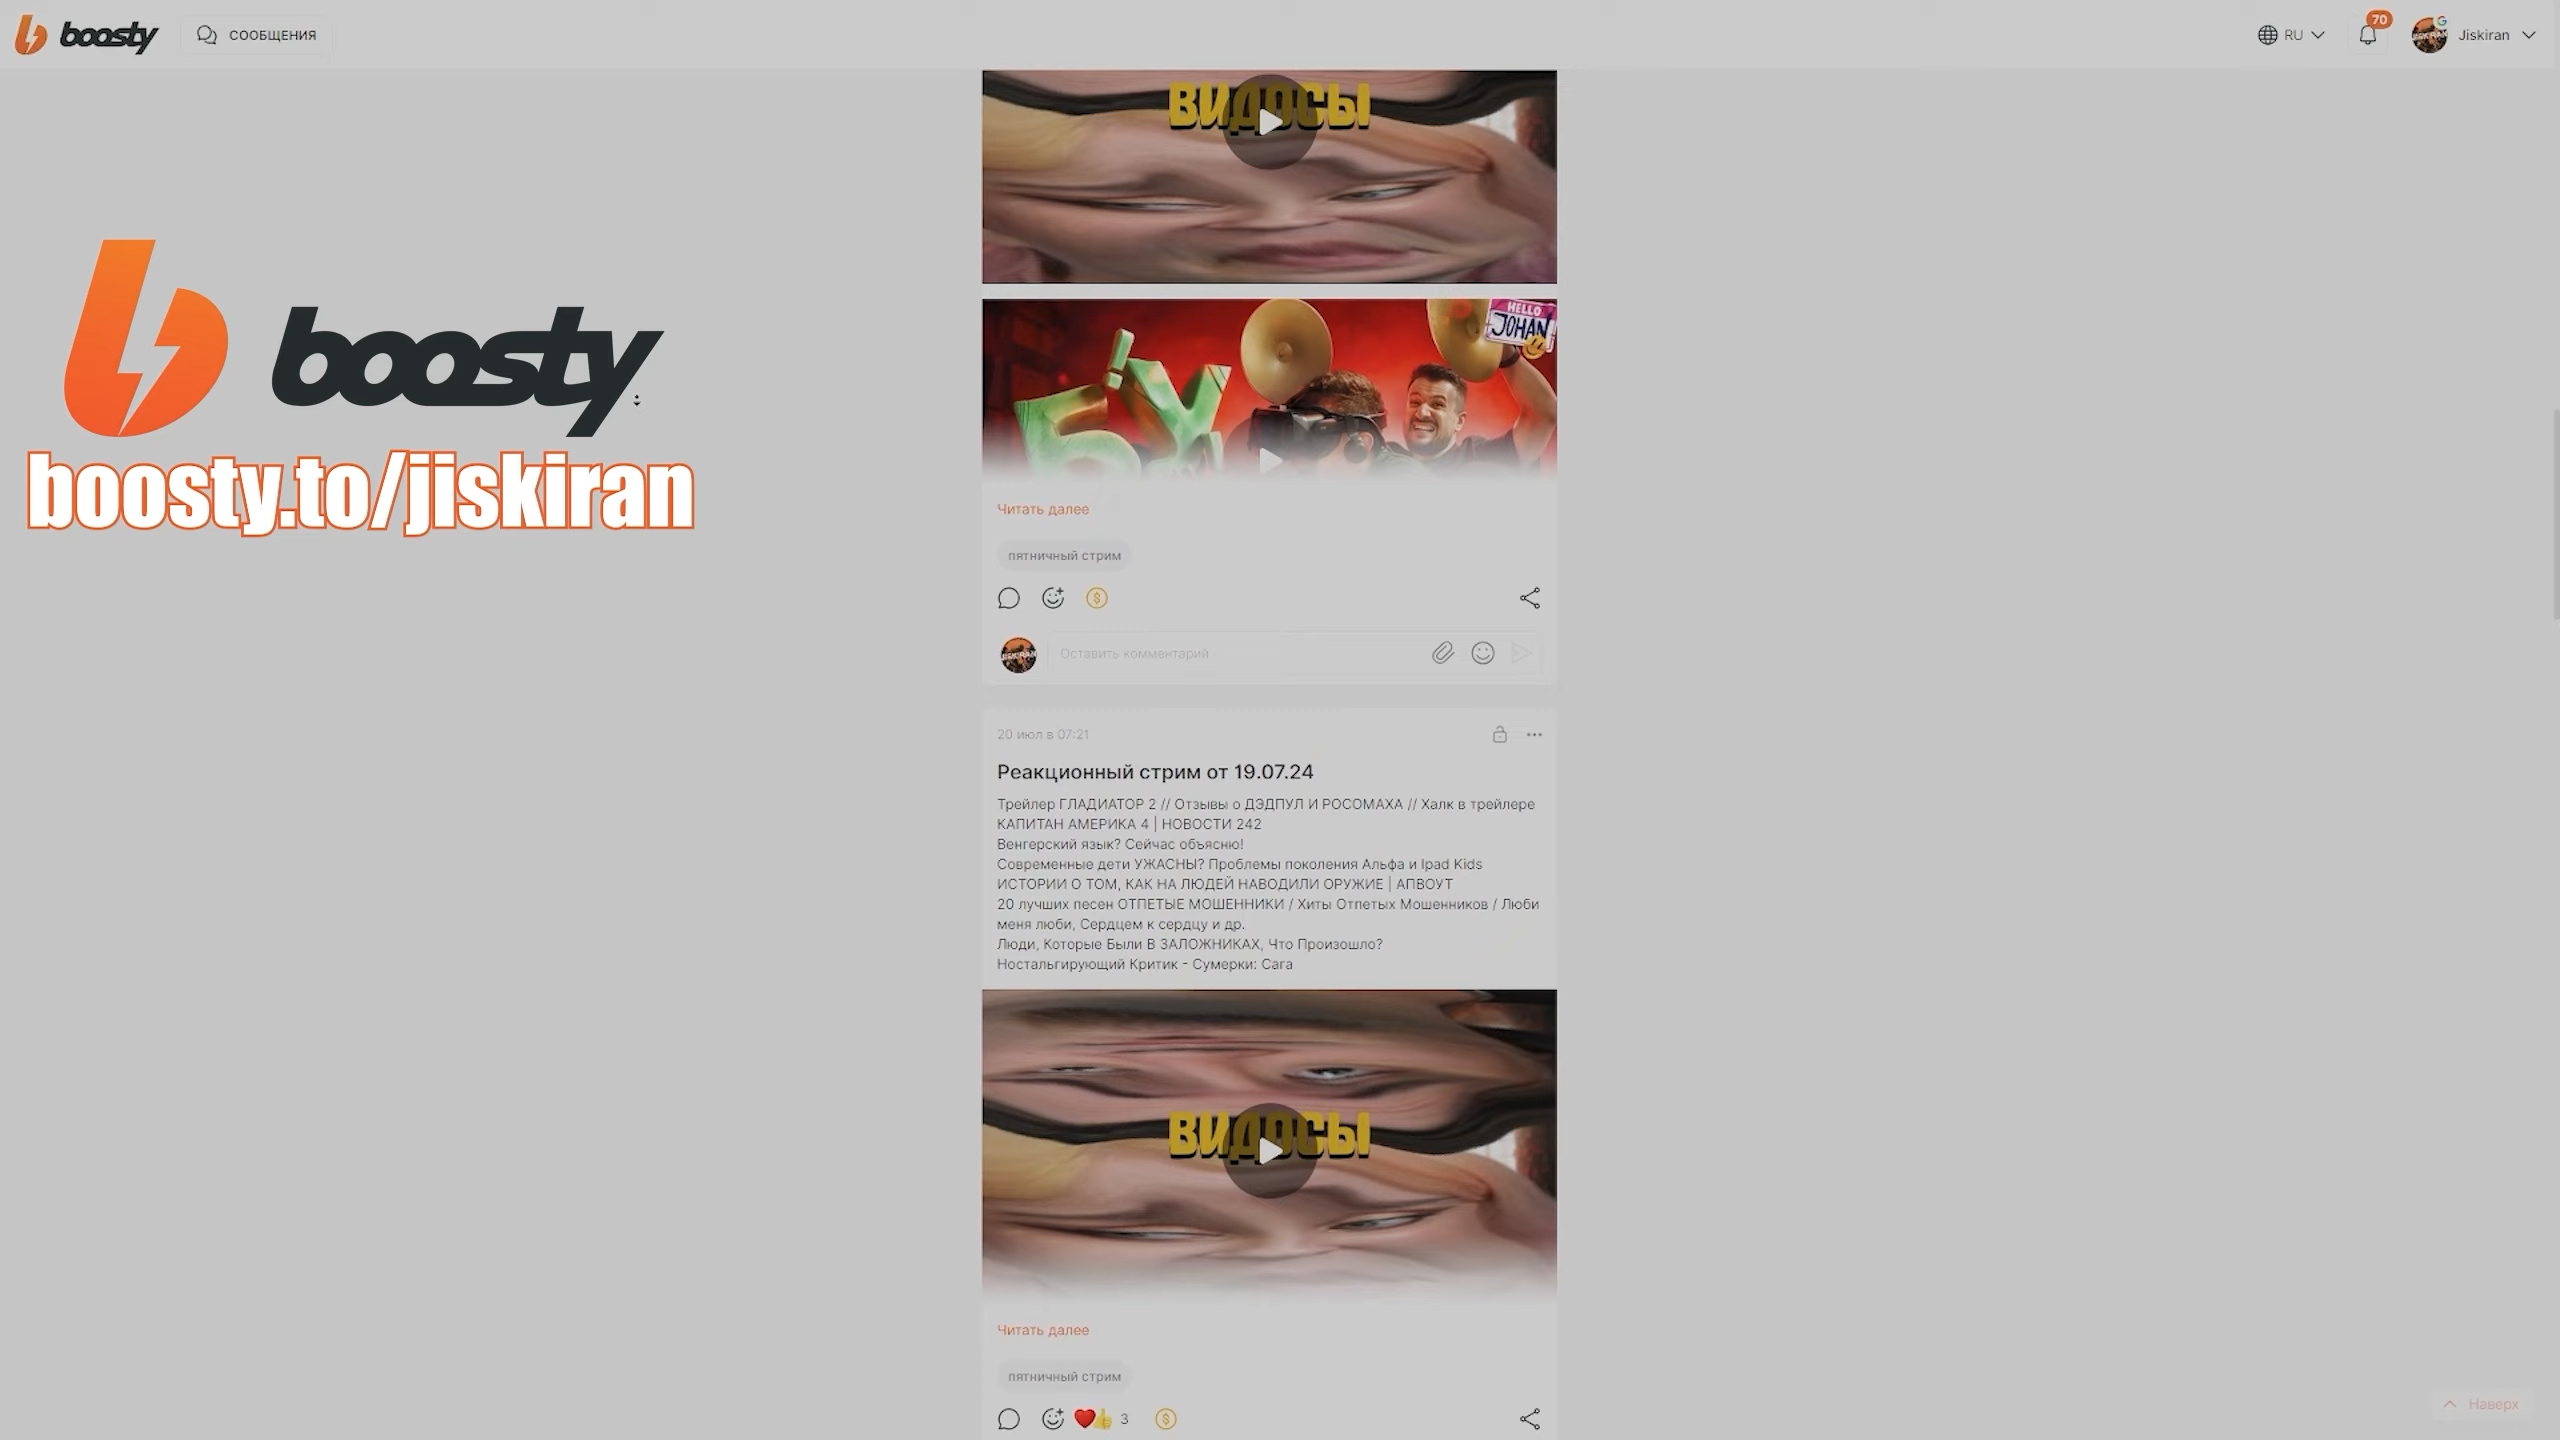 boosty
СООБЩЕНИЯ
RU
70
Jiskiran
ВИДОСЫ
boosty
boosty.to/jiskiran
HELLO
JOHAN
БУ!
Читать далее
пятничный стрим
Оставить комментарий
20 июл в 07:21
Реакционный стрим от 19.07.24
Трейлер ГЛАДИАТОР 2 // Отзывы о ДЭДПУЛ И РОСОМАХА // Халк в трейлере
КАПИТАН АМЕРИКА 4 | НОВОСТИ 242
Венгерский язык? Сейчас объясню!
Современные дети УЖАСНЫ? Проблемы поколения Альфа и Ipad Kids
ИСТОРИИ О ТОМ, КАК НА ЛЮДЕЙ НАВОДИЛИ ОРУЖИЕ | АПВОУТ
20 лучших песен ОТПЕТЫЕ МОШЕННИКИ / Хиты Отпетых Мошенников / Люби
меня люби, Сердцем к сердцу и др.
Люди, Которые Были В ЗАЛОЖНИКАХ, Что Произошло?
Ностальгирующий Критик - Сумерки: Сага
ВИДОСЫ
Читать далее
пятничный стрим
3
Наверх